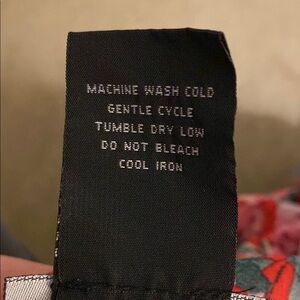 MACHINE WASH COLD
GENTLE CYCLE
TUMBLE DRY LOW
DO NOT BLEACH
COOL IRON